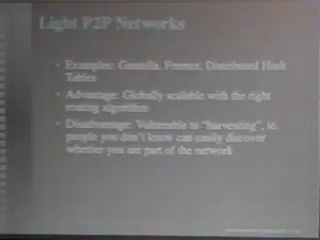 Light P2P Networks
• Examples: Gnutella, Freenet, Distributed Hash
Tables
• Advantage: Globally scalable with the right
routing algorithm
• Disadvantage: Vulnerable to "harvesting", ie.
people you don't know can easily discover
whether you are part of the network